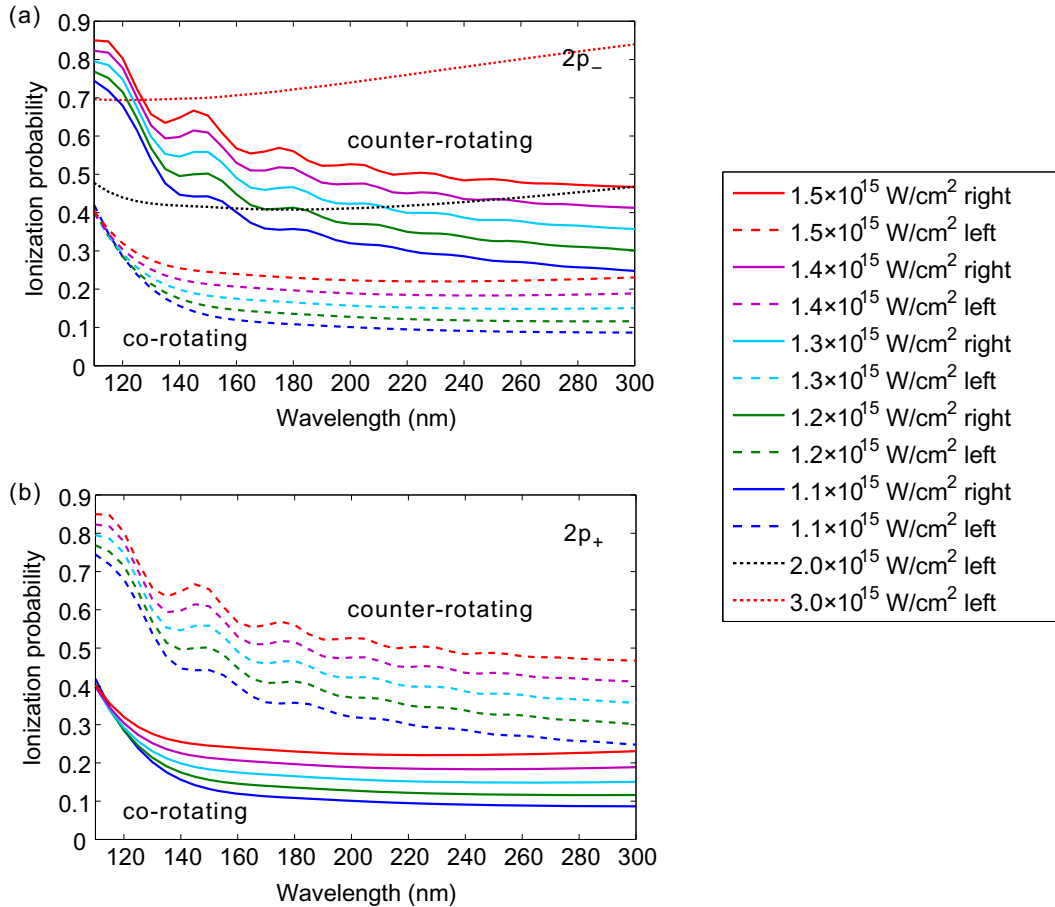 (a)
0.9
0.8
0.7
0.6
0.5
0.4
0.3
0.2
0.1
0
Ionization probability
2p₋
counter-rotating
co-rotating
120 140 160 180 200 220 240 260 280 300
Wavelength (nm)
(b)
0.9
0.8
0.7
0.6
0.5
0.4
0.3
0.2
0.1
0
Ionization probability
2p₊
counter-rotating
co-rotating
120 140 160 180 200 220 240 260 280 300
Wavelength (nm)
1.5×10¹⁵ W/cm² right
1.5×10¹⁵ W/cm² left
1.4×10¹⁵ W/cm² right
1.4×10¹⁵ W/cm² left
1.3×10¹⁵ W/cm² right
1.3×10¹⁵ W/cm² left
1.2×10¹⁵ W/cm² right
1.2×10¹⁵ W/cm² left
1.1×10¹⁵ W/cm² right
1.1×10¹⁵ W/cm² left
2.0×10¹⁵ W/cm² left
3.0×10¹⁵ W/cm² left